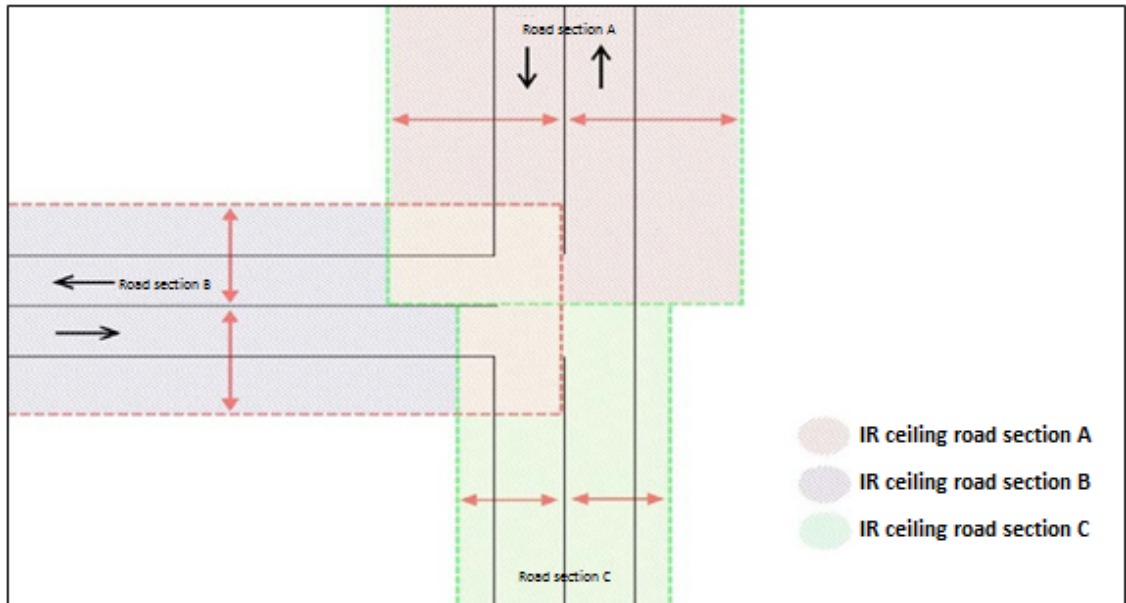 Road section A
Road section B
IR ceiling road section A
IR ceiling road section B
IR ceiling road section C
Road section C